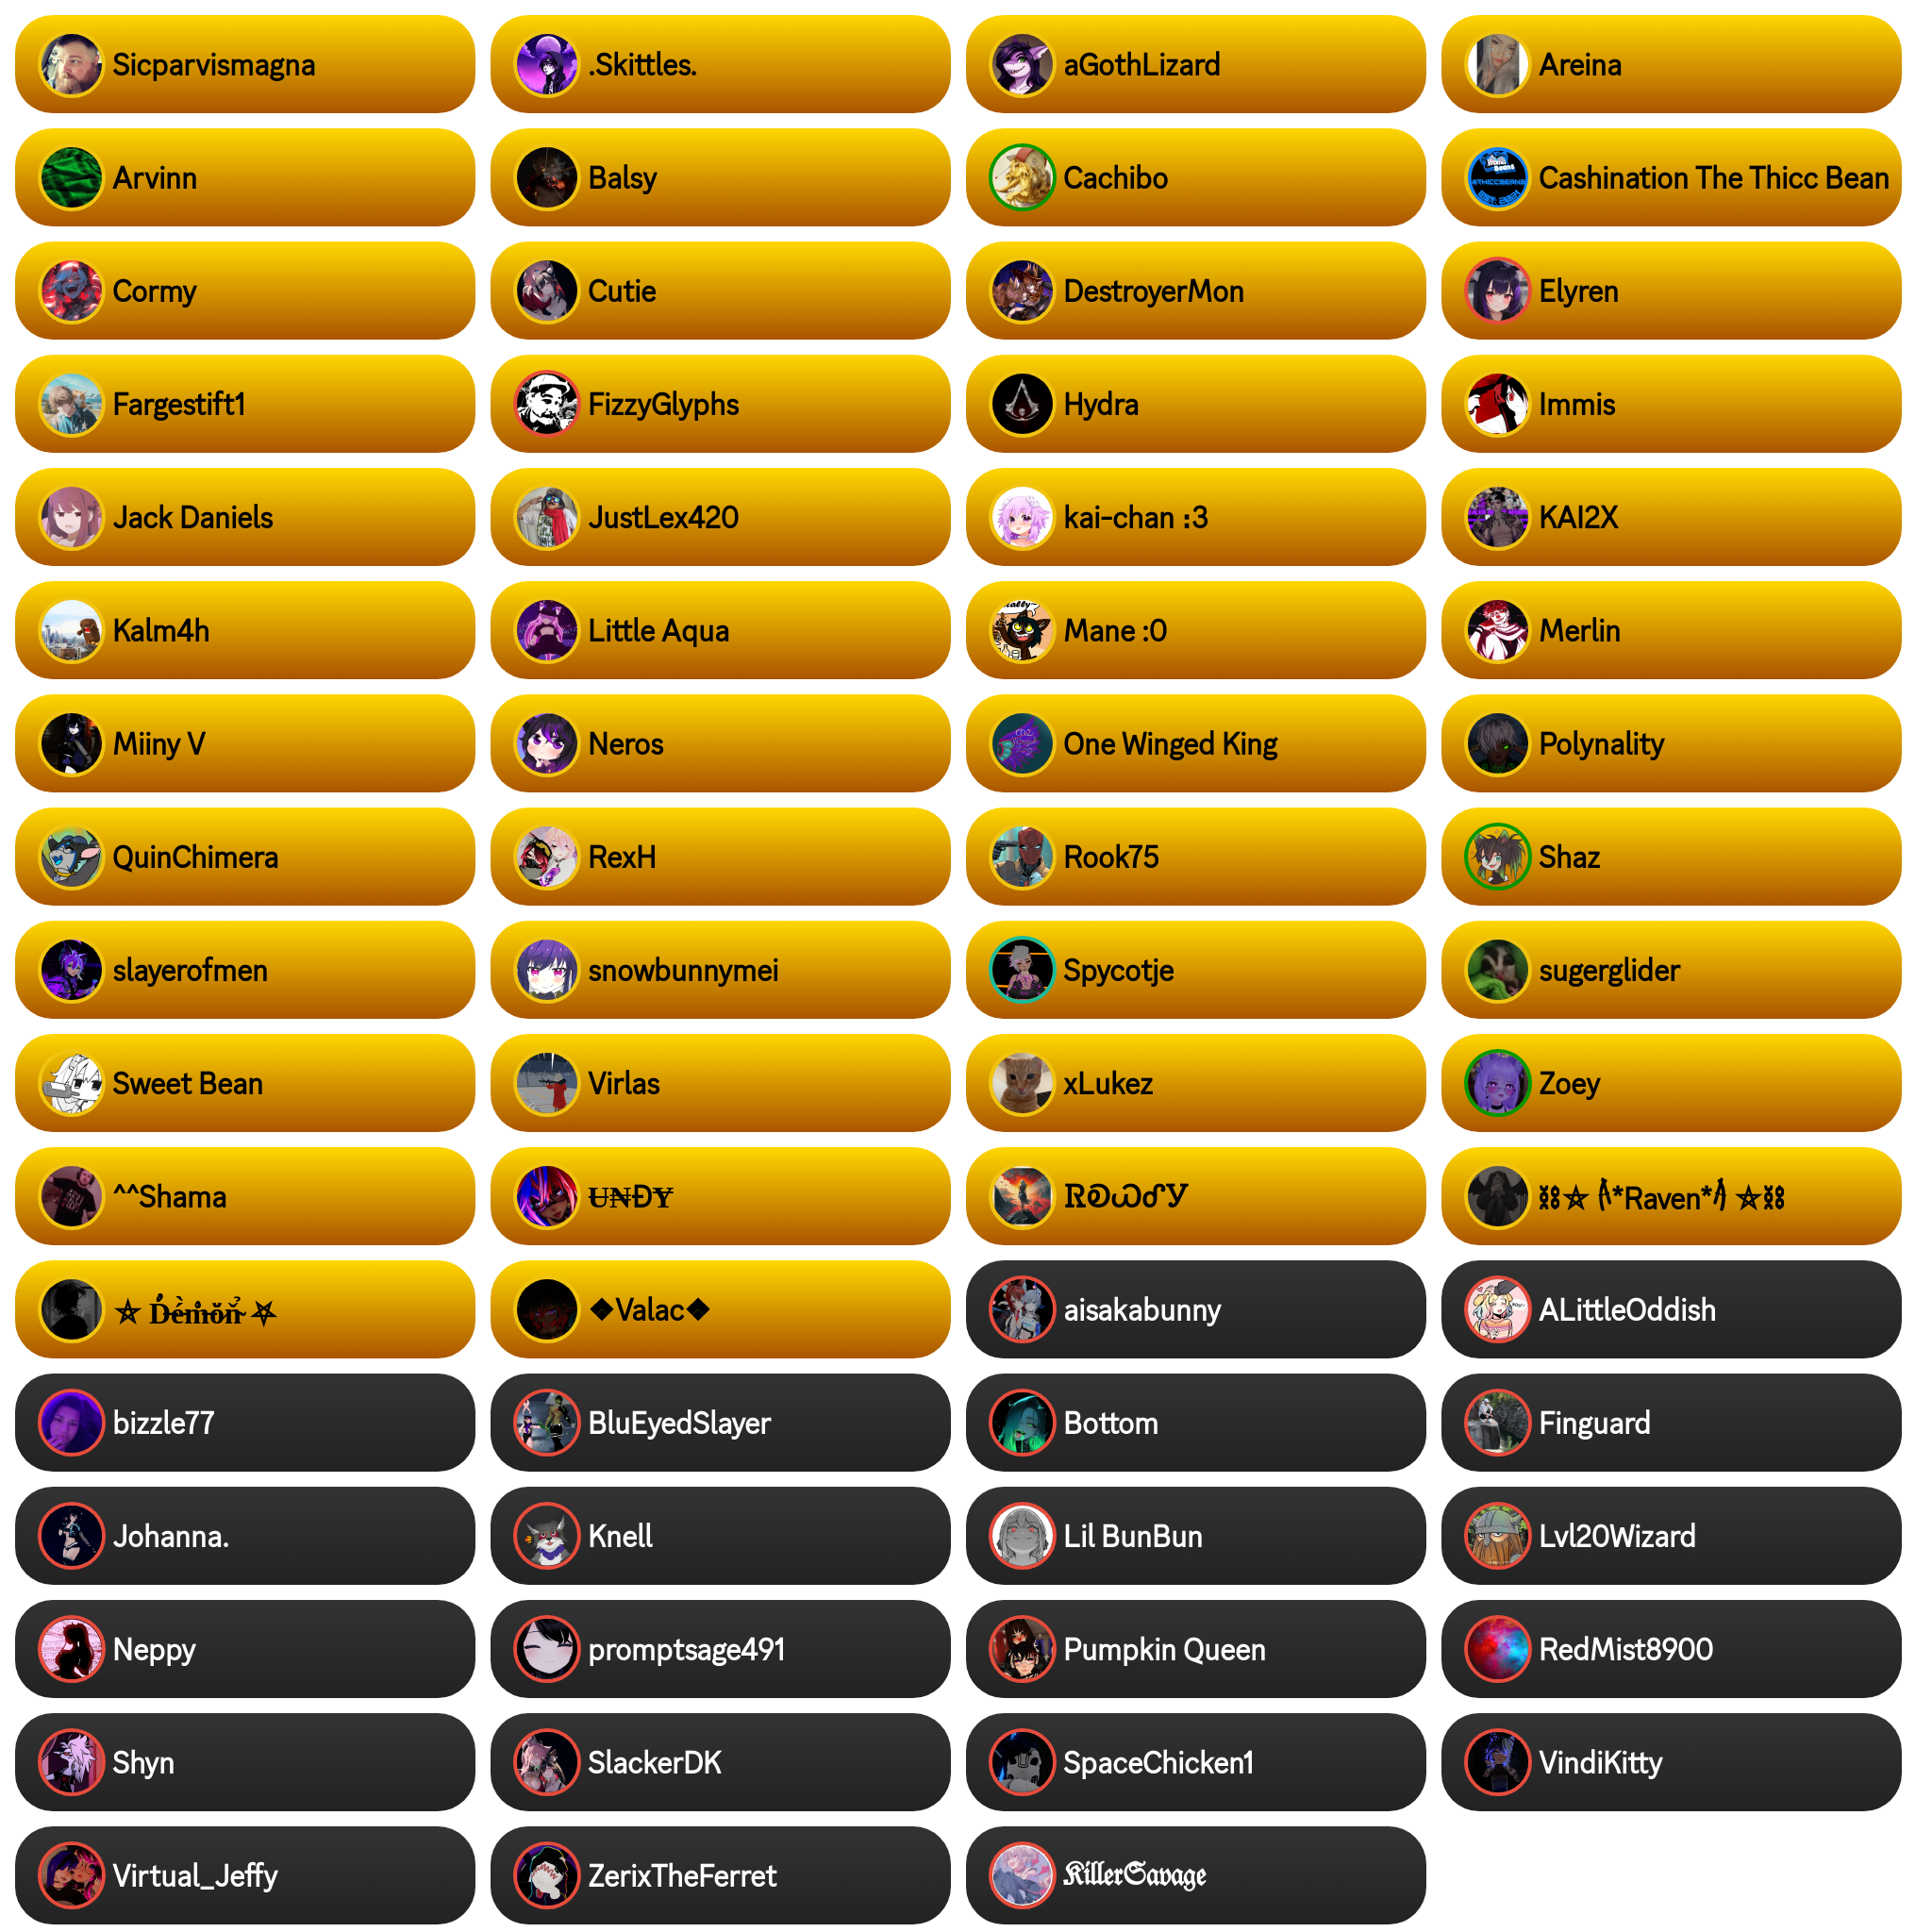 Sicparvismagna
.Skittles.
aGothLizard
Areina
Arvinn
Balsy
Cachibo
Cashination The Thicc Bean
Cormy
Cutie
DestroyerMon
Elyren
Fargestift1
FizzyGlyphs
Hydra
Immis
Jack Daniels
JustLex420
kai-chan :3
KAI2X
Kalm4h
Little Aqua
Mane :0
Merlin
Miiny V
Neros
One Winged King
Polynality
QuinChimera
RexH
Rook75
Shaz
slayerofmen
snowbunnymei
Spycotje
sugerglider
Sweet Bean
Virlas
xLukez
Zoey
^^Shama
*Raven*
❖Valac❖
aisakabunny
ALittleOddish
bizzle77
BluEyedSlayer
Bottom
Finguard
Johanna.
Knell
Lil BunBun
Lvl20Wizard
Neppy
promptsage491
Pumpkin Queen
RedMist8900
Shyn
SlackerDK
SpaceChicken1
VindiKitty
Virtual_Jeffy
ZerixTheFerret
𝕶𝖎𝖑𝖑𝖊𝖗𝕾𝖆𝖛𝖆𝖌𝖊